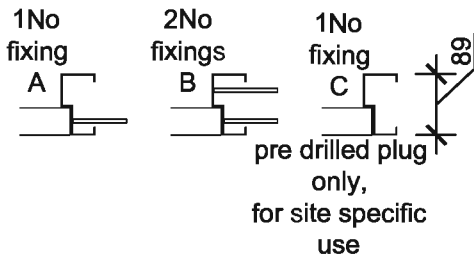 1No
fixing
A
2No
fixings
B
1No
fixing
C
89
pre drilled plug
only,
for site specific
use